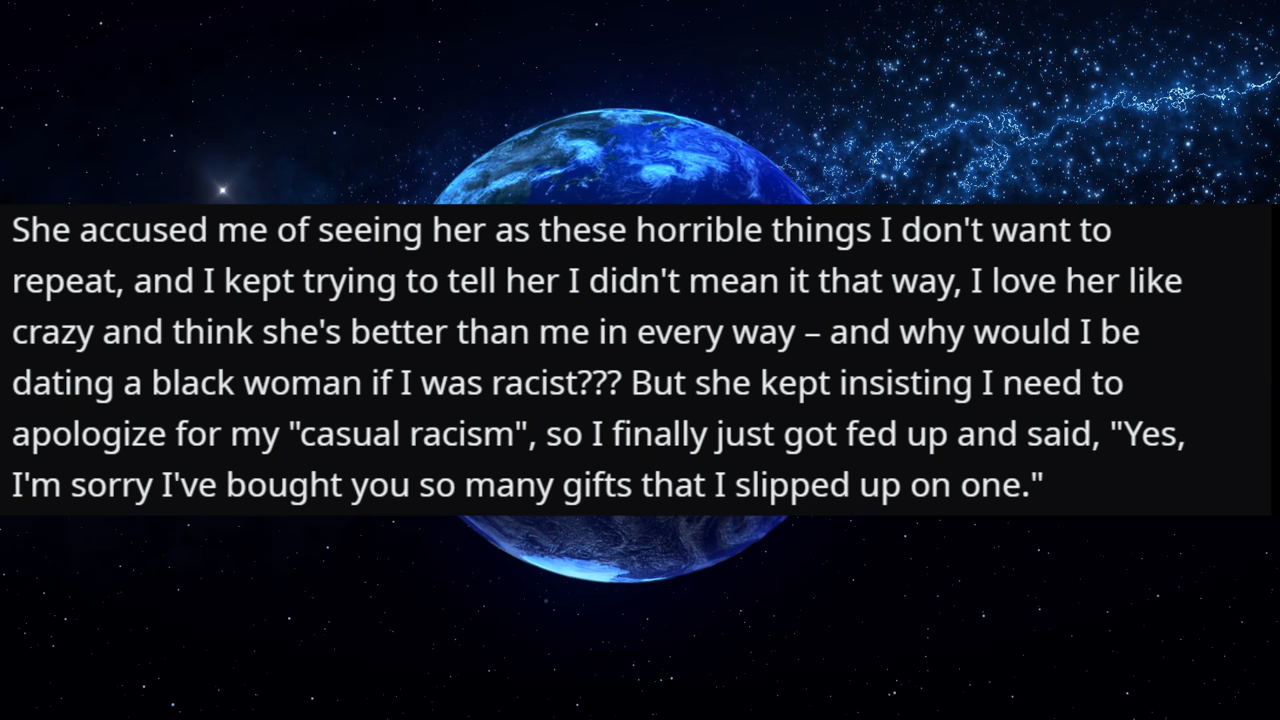 She accused me of seeing her as these horrible things I don't want to
repeat, and I kept trying to tell her I didn't mean it that way, I love her like
crazy and think she's better than me in every way – and why would I be
dating a black woman if I was racist??? But she kept insisting I need to
apologize for my "casual racism", so I finally just got fed up and said, "Yes,
I'm sorry I've bought you so many gifts that I slipped up on one."